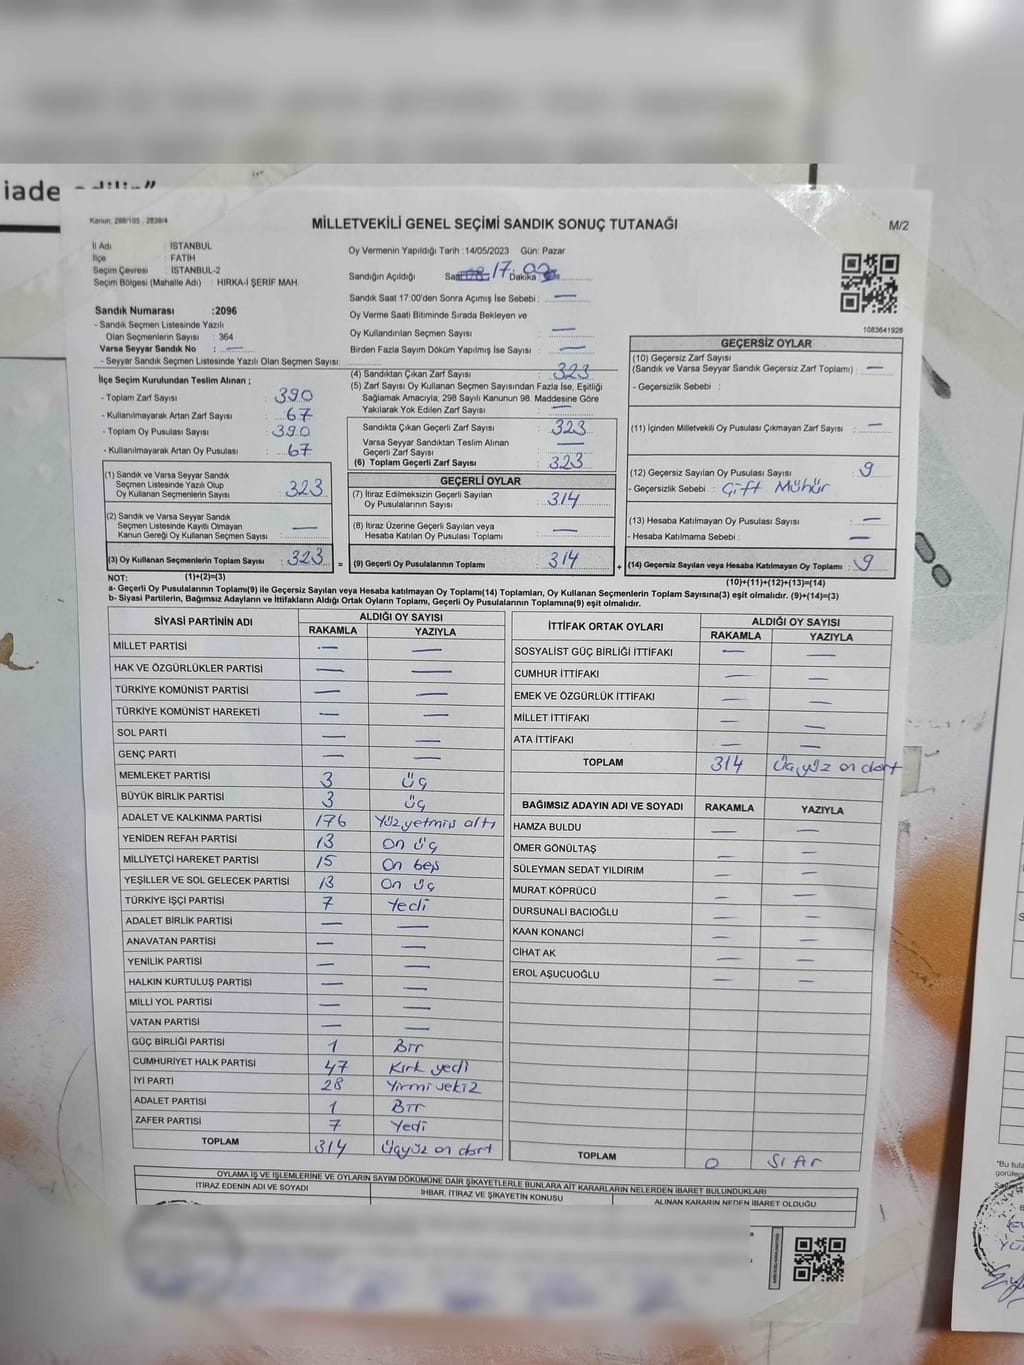 iade edilir”
Kanun: 298/105 , 2839/4
MİLLETVEKİLİ GENEL SEÇİMİ SANDIK SONUÇ TUTANAĞI
M/2
İl Adı : İSTANBUL
İlçe : FATİH
Seçim Çevresi : İSTANBUL-2
Seçim Bölgesi (Mahalle Adı) : HIRKA-İ ŞERİF MAH.
Oy Vermenin Yapıldığı Tarih :14/05/2023 Gün: Pazar
Sandığın Açıldığı Saat 17 Dakika
Sandık Saat 17:00'den Sonra Açımış İse Sebebi : —
Oy Verme Saati Bitiminde Sırada Bekleyen ve
Oy Kullandırılan Seçmen Sayısı : —
Birden Fazla Sayım Döküm Yapılmış İse Sayısı : —
1083641928
Sandık Numarası :2096
- Sandık Seçmen Listesinde Yazılı
Olan Seçmenlerin Sayısı : 364
Varsa Seyyar Sandık No : —
- Seyyar Sandık Seçmen Listesinde Yazılı Olan Seçmen Sayısı:
İlçe Seçim Kurulundan Teslim Alınan ;
- Toplam Zarf Sayısı : 390
- Kullanılmayarak Artan Zarf Sayısı : 67
- Toplam Oy Pusulası Sayısı : 390
- Kullanılmayarak Artan Oy Pusulası : 67
(1) Sandık ve Varsa Seyyar Sandık
Seçmen Listesinde Yazılı Olup
Oy Kullanan Seçmenlerin Sayısı : 323
(2) Sandık ve Varsa Seyyar Sandık
Seçmen Listesinde Kayıtlı Olmayan
Kanun Gereği Oy Kullanan Seçmen Sayısı : —
(3) Oy Kullanan Seçmenlerin Toplam Sayısı : 323
(4) Sandıktan Çıkan Zarf Sayısı : 323
(5) Zarf Sayısı Oy Kullanan Seçmen Sayısından Fazla İse, Eşitliği
Sağlamak Amacıyla, 298 Sayılı Kanunun 98. Maddesine Göre
Yakılarak Yok Edilen Zarf Sayısı : —
Sandıkta Çıkan Geçerli Zarf Sayısı : 323
Varsa Seyyar Sandıktan Teslim Alınan
Geçerli Zarf Sayısı : —
(6) Toplam Geçerli Zarf Sayısı : 323
GEÇERLİ OYLAR
(7) İtiraz Edilmeksizin Geçerli Sayılan
Oy Pusulalarının Sayısı : 314
(8) İtiraz Üzerine Geçerli Sayılan veya
Hesaba Katılan Oy Pusulası Toplamı : —
= (9) Geçerli Oy Pusulalarının Toplamı : 314
GEÇERSİZ OYLAR
(10) Geçersiz Zarf Sayısı
(Sandık ve Varsa Seyyar Sandık Geçersiz Zarf Toplamı) : —
- Geçersizlik Sebebi :
(11) İçinden Milletvekili Oy Pusulası Çıkmayan Zarf Sayısı : —
(12) Geçersiz Sayılan Oy Pusulası Sayısı : 9
- Geçersizlik Sebebi : Çift Mühür
(13) Hesaba Katılmayan Oy Pusulası Sayısı : —
- Hesaba Katılmama Sebebi : —
+ (14) Geçersiz Sayılan veya Hesaba Katılmayan Oy Toplamı : 9
NOT: (1)+(2)=(3)
(10)+(11)+(12)+(13)=(14)
a- Geçerli Oy Pusulalarının Toplamı(9) ile Geçersiz Sayılan veya Hesaba Katılmayan Oy Toplamı(14) Toplamları, Oy Kullanan Seçmenlerin Toplam Sayısına(3) eşit olmalıdır. (9)+(14)=(3)
b- Siyasi Partilerin, Bağımsız Adayların ve İttifakların Aldığı Ortak Oyların Toplamı, Geçerli Oy Pusulalarının Toplamına(9) eşit olmalıdır.
SİYASİ PARTİNİN ADI ALDIĞI OY SAYISI
RAKAMLA YAZIYLA
MİLLET PARTİSİ — —
HAK VE ÖZGÜRLÜKLER PARTİSİ — —
TÜRKİYE KOMÜNİST PARTİSİ — —
TÜRKİYE KOMÜNİST HAREKETİ — —
SOL PARTİ — —
GENÇ PARTİ — —
MEMLEKET PARTİSİ 3 üç
BÜYÜK BİRLİK PARTİSİ 3 üç
ADALET VE KALKINMA PARTİSİ 176 Yüz yetmiş altı
YENİDEN REFAH PARTİSİ 13 On üç
MİLLİYETÇİ HAREKET PARTİSİ 15 On beş
YEŞİLLER VE SOL GELECEK PARTİSİ 13 On üç
TÜRKİYE İŞÇİ PARTİSİ 7 Yedi
ADALET BİRLİK PARTİSİ — —
ANAVATAN PARTİSİ — —
YENİLİK PARTİSİ — —
HALKIN KURTULUŞ PARTİSİ — —
MİLLİ YOL PARTİSİ — —
VATAN PARTİSİ — —
GÜÇ BİRLİĞİ PARTİSİ 1 Bir
CUMHURİYET HALK PARTİSİ 47 Kırk yedi
İYİ PARTİ 28 Yirmi sekiz
ADALET PARTİSİ 1 Bir
ZAFER PARTİSİ 7 Yedi
TOPLAM 314 Üçyüz on dört
İTTİFAK ORTAK OYLARI ALDIĞI OY SAYISI
RAKAMLA YAZIYLA
SOSYALİST GÜÇ BİRLİĞİ İTTİFAKI — —
CUMHUR İTTİFAKI — —
EMEK VE ÖZGÜRLÜK İTTİFAKI — —
MİLLET İTTİFAKI — —
ATA İTTİFAKI — —
TOPLAM 314 Üçyüz on dört
BAĞIMSIZ ADAYIN ADI VE SOYADI RAKAMLA YAZIYLA
HAMZA BULDU — —
ÖMER GÖNÜLTAŞ — —
SÜLEYMAN SEDAT YILDIRIM — —
MURAT KÖPRÜCÜ — —
DURSUNALİ BACIOĞLU — —
KAAN KONANCİ — —
CİHAT AK — —
EROL AŞUCUOĞLU — —
TOPLAM 0 Sıfır
OYLAMA İŞ VE İŞLEMLERİNE VE OYLARIN SAYIM DÖKÜMÜNE DAİR ŞİKAYETLERLE BUNLARA AİT KARARLARIN NELERDEN İBARET BULUNDUKLARI
İTİRAZ EDENİN ADI VE SOYADI İHBAR, İTİRAZ VE ŞİKAYETİN KONUSU ALINAN KARARIN NEDEN İBARET OLDUĞU
"Bu tuta